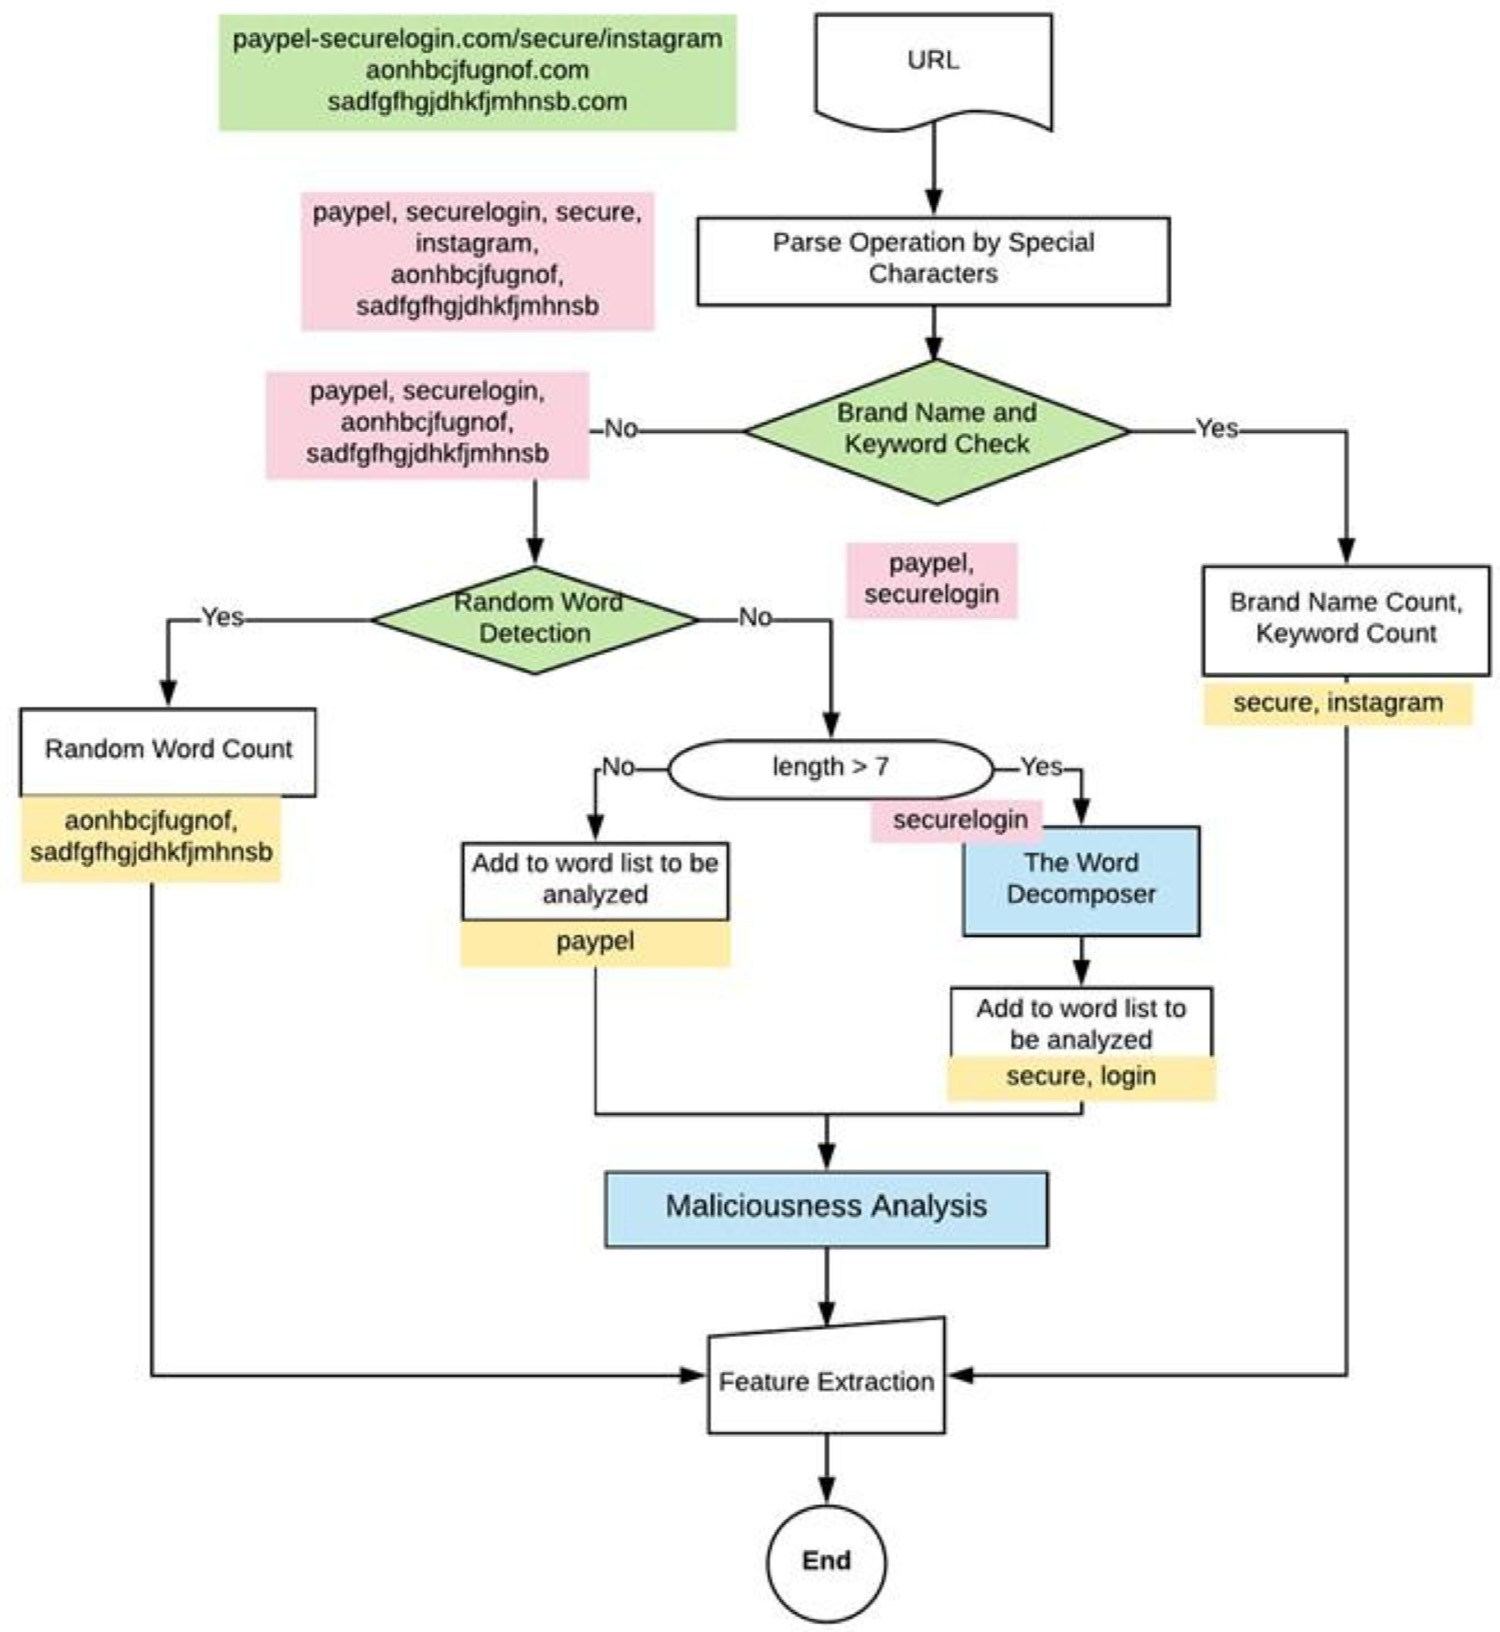 paypel-securelogin.com/secure/instagram
aonhbcjfugnof.com
sadfgfhgjdhkfjmhnsb.com
URL
paypel, securelogin, secure,
instagram,
aonhbcjfugnof,
sadfgfhgjdhkfjmhnsb
Parse Operation by Special
Characters
paypel, securelogin,
aonhbcjfugnof,
sadfgfhgjdhkfjmhnsb
No
Brand Name and
Keyword Check
Yes
paypel,
securelogin
Yes
Random Word
Detection
No
Brand Name Count,
Keyword Count
secure, instagram
Random Word Count
aonhbcjfugnof,
sadfgfhgjdhkfjmhnsb
No
length > 7
Yes
securelogin
Add to word list to be
analyzed
paypel
The Word
Decomposer
Add to word list to
be analyzed
secure, login
Maliciousness Analysis
Feature Extraction
End